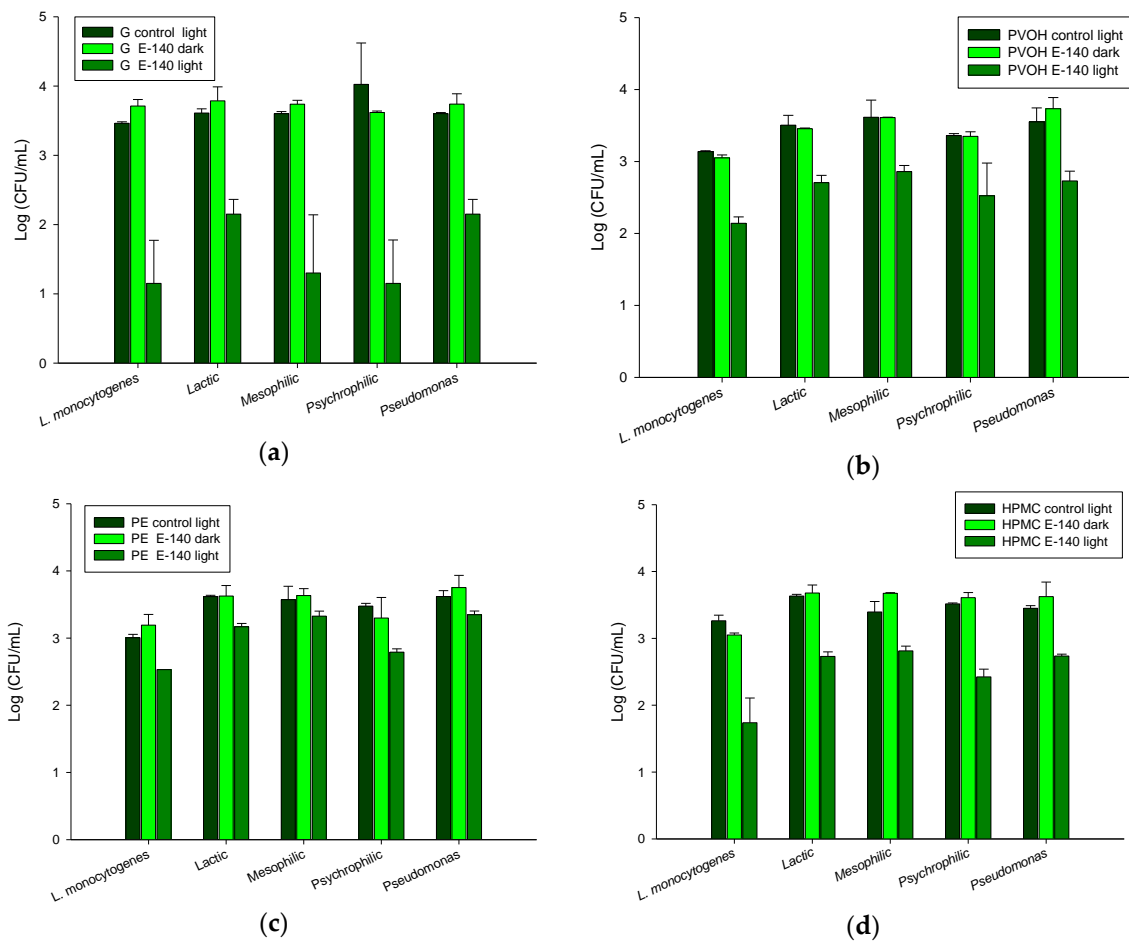 G control light
G E-140 dark
G E-140 light
5
4
3
2
1
0
Log (CFU/mL)
L. monocytogenes
Lactic
Mesophilic
Psychrophilic
Pseudomonas
(a)
PVOH control light
PVOH E-140 dark
PVOH E-140 light
5
4
3
2
1
0
Log (CFU/mL)
L. monocytogenes
Lactic
Mesophilic
Psychrophilic
Pseudomonas
(b)
PE control light
PE E-140 dark
PE E-140 light
5
4
3
2
1
0
Log (CFU/mL)
L. monocytogenes
Lactic
Mesophilic
Psychrophilic
Pseudomonas
(c)
HPMC control light
HPMC E-140 dark
HPMC E-140 light
5
4
3
2
1
0
Log (CFU/mL)
L. monocytogenes
Lactic
Mesophilic
Psychrophilic
Pseudomonas
(d)